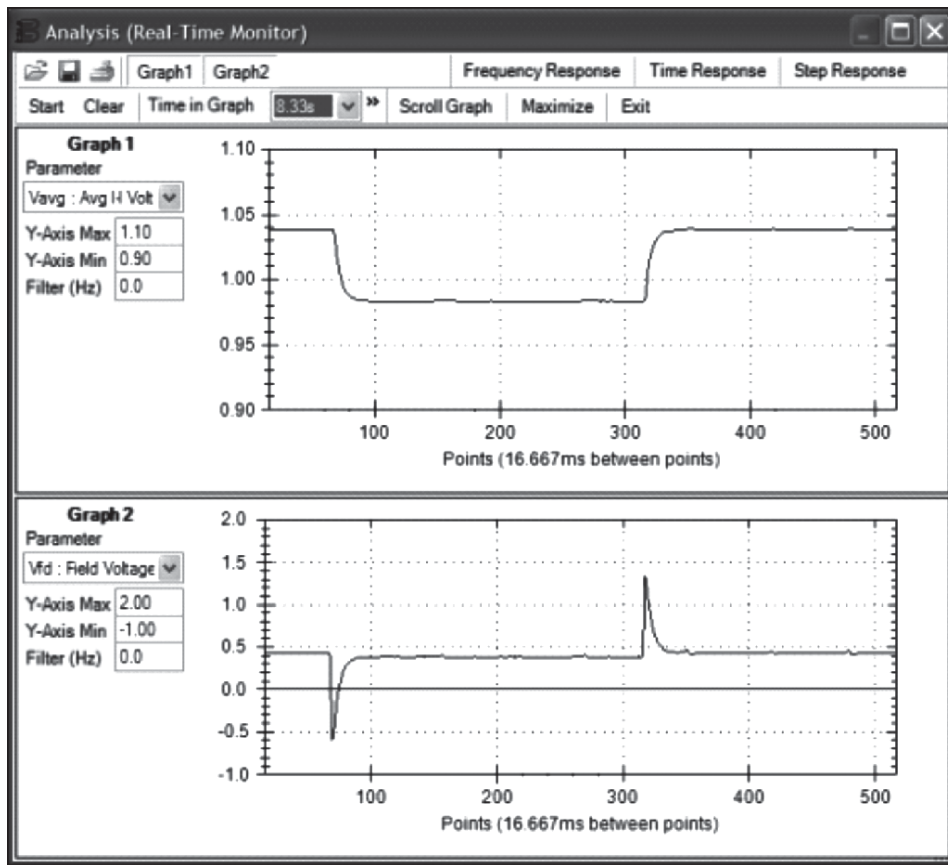 Analysis (Real-Time Monitor)
Graph1 Graph2 Frequency Response Time Response Step Response
Start Clear Time in Graph 8.33s » Scroll Graph Maximize Exit
Graph 1
Parameter
Vavg : Avg l-l Volt
Y-Axis Max 1.10
Y-Axis Min 0.90
Filter (Hz) 0.0
1.10
1.05
1.00
0.95
0.90
100 200 300 400 500
Points (16.667ms between points)
Graph 2
Parameter
Vfd : Field Voltage
Y-Axis Max 2.00
Y-Axis Min -1.00
Filter (Hz) 0.0
2.0
1.5
1.0
0.5
0.0
-0.5
-1.0
100 200 300 400 500
Points (16.667ms between points)